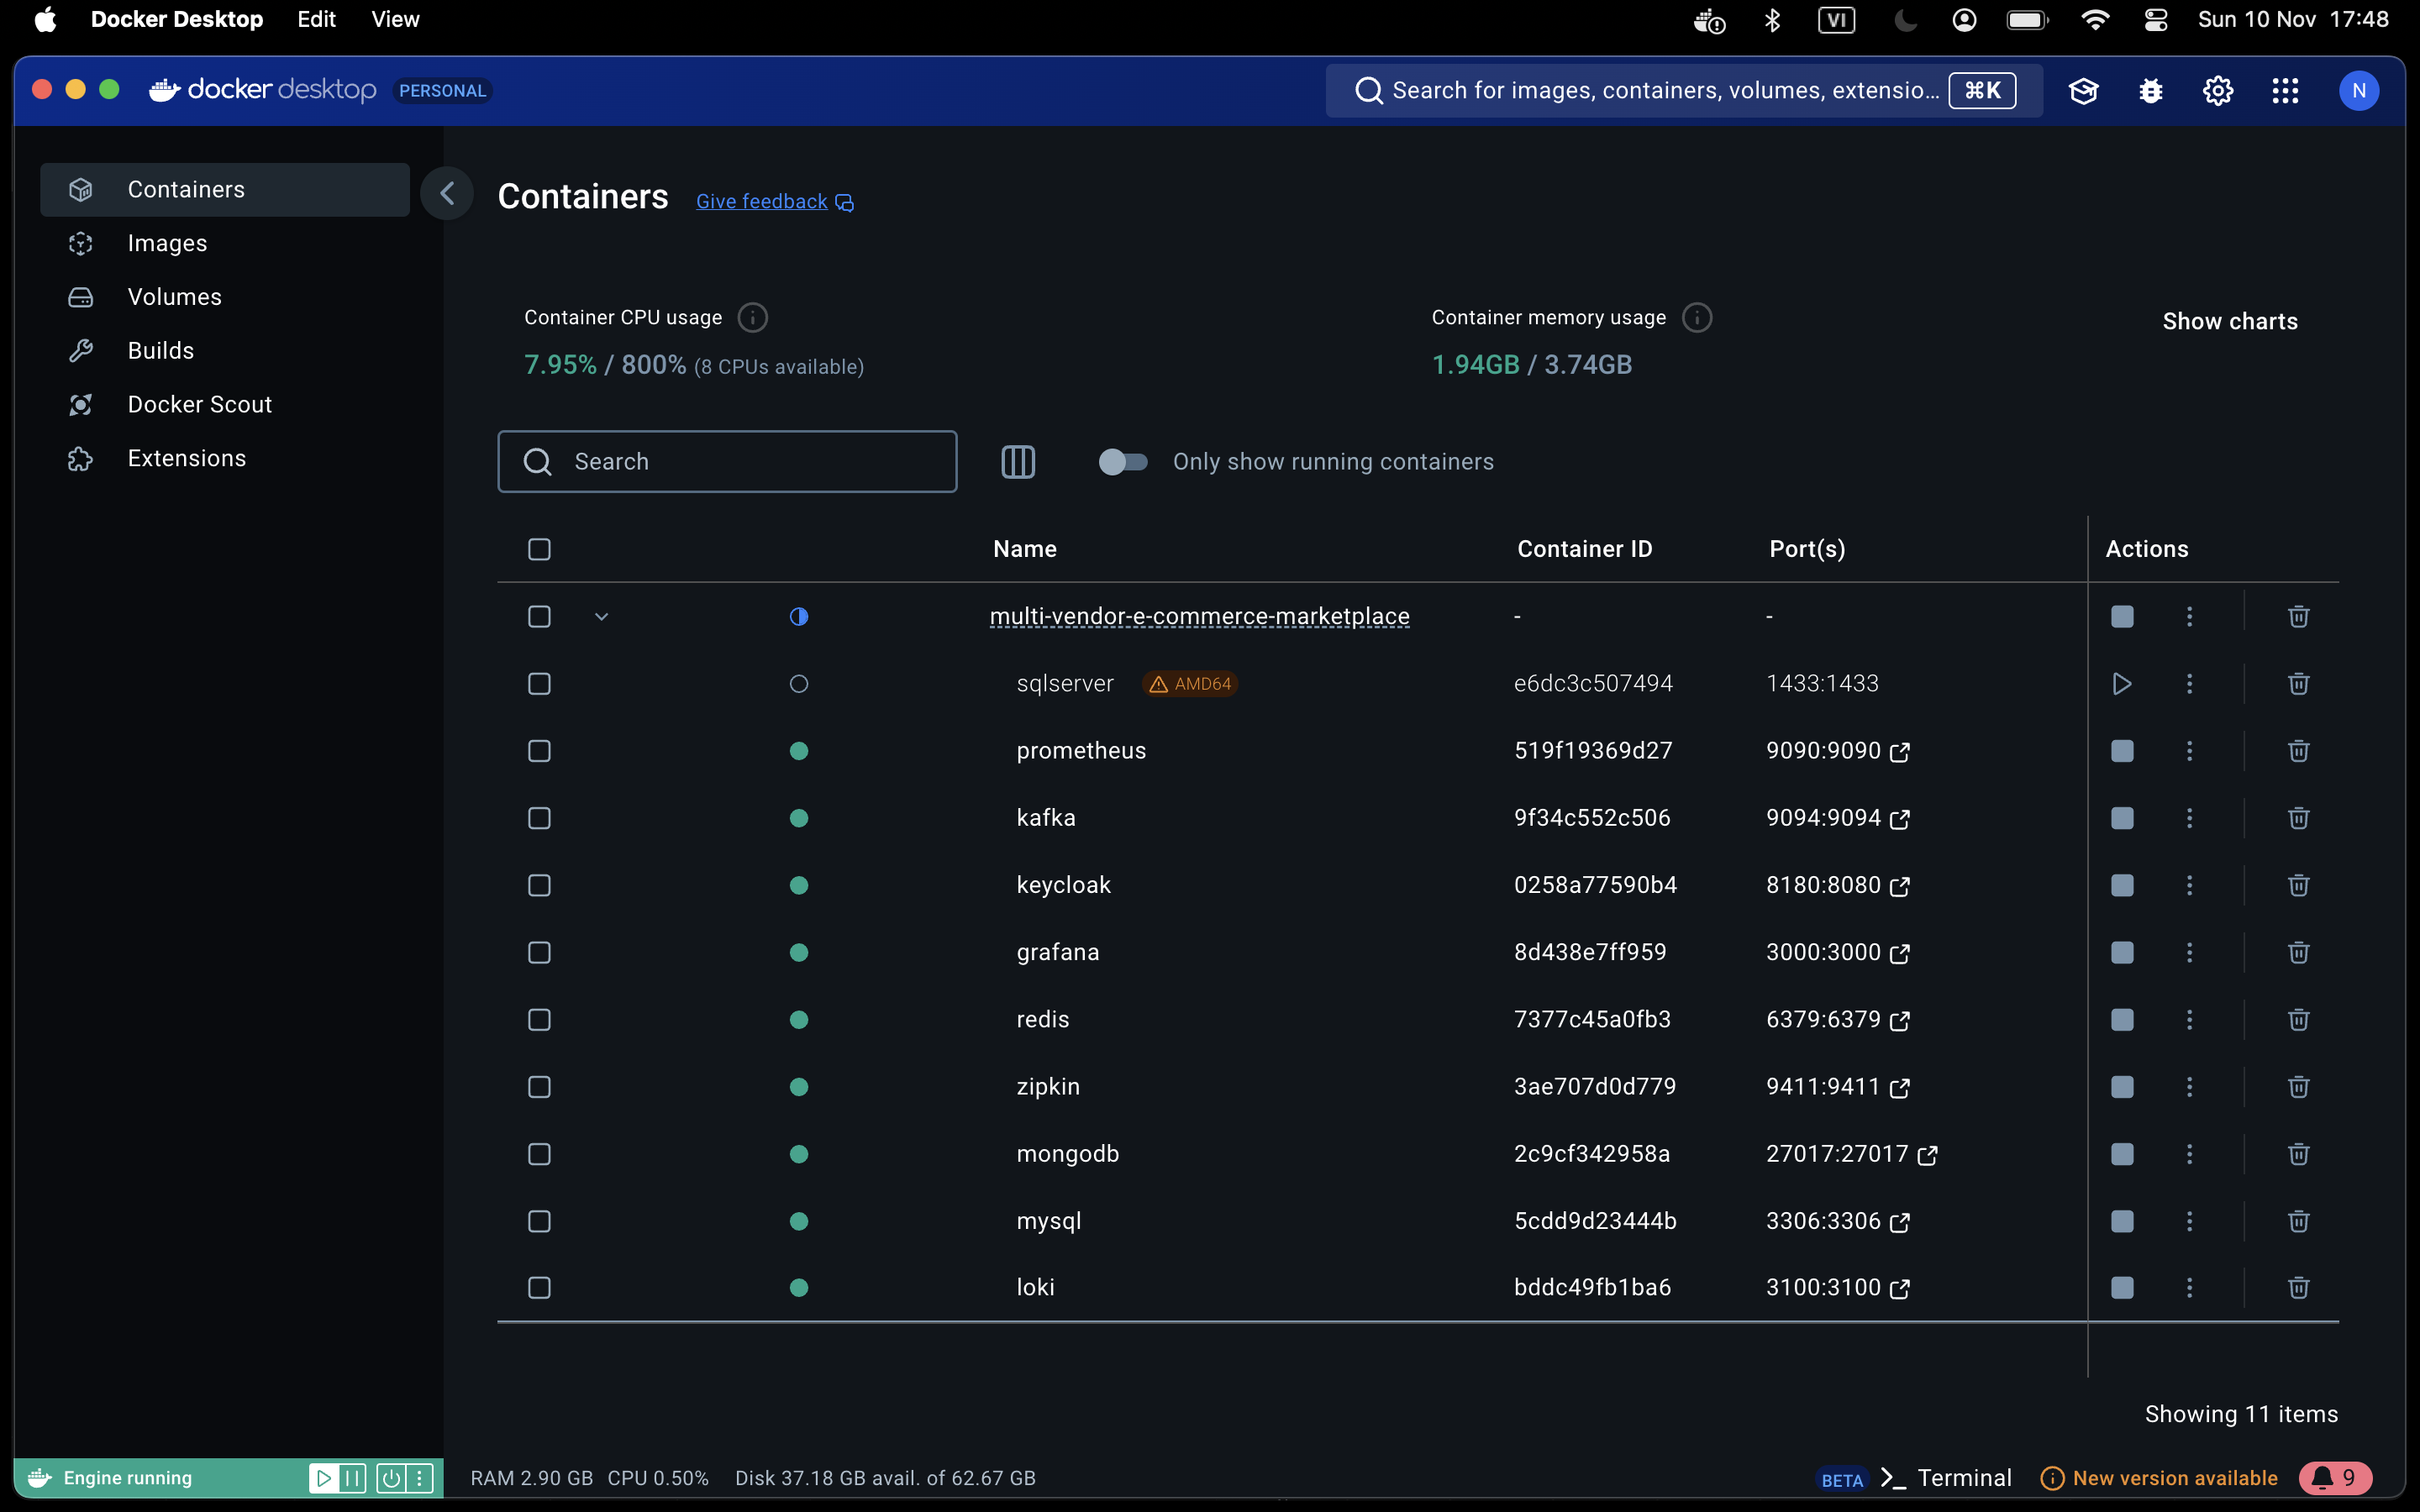 Docker Desktop Edit View
VI
Sun 10 Nov 17:48
docker desktop PERSONAL
Search for images, containers, volumes, extensio... ⌘K
N
Containers
Images
Volumes
Builds
Docker Scout
Extensions
Containers Give feedback
Container CPU usage
7.95% / 800% (8 CPUs available)
Container memory usage
1.94GB / 3.74GB
Show charts
Search
Only show running containers
Name Container ID Port(s) Actions
multi-vendor-e-commerce-marketplace - -
sqlserver AMD64 e6dc3c507494 1433:1433
prometheus 519f19369d27 9090:9090
kafka 9f34c552c506 9094:9094
keycloak 0258a77590b4 8180:8080
grafana 8d438e7ff959 3000:3000
redis 7377c45a0fb3 6379:6379
zipkin 3ae707d0d779 9411:9411
mongodb 2c9cf342958a 27017:27017
mysql 5cdd9d23444b 3306:3306
loki bddc49fb1ba6 3100:3100
Showing 11 items
Engine running
RAM 2.90 GB CPU 0.50% Disk 37.18 GB avail. of 62.67 GB
BETA >_ Terminal
New version available
9